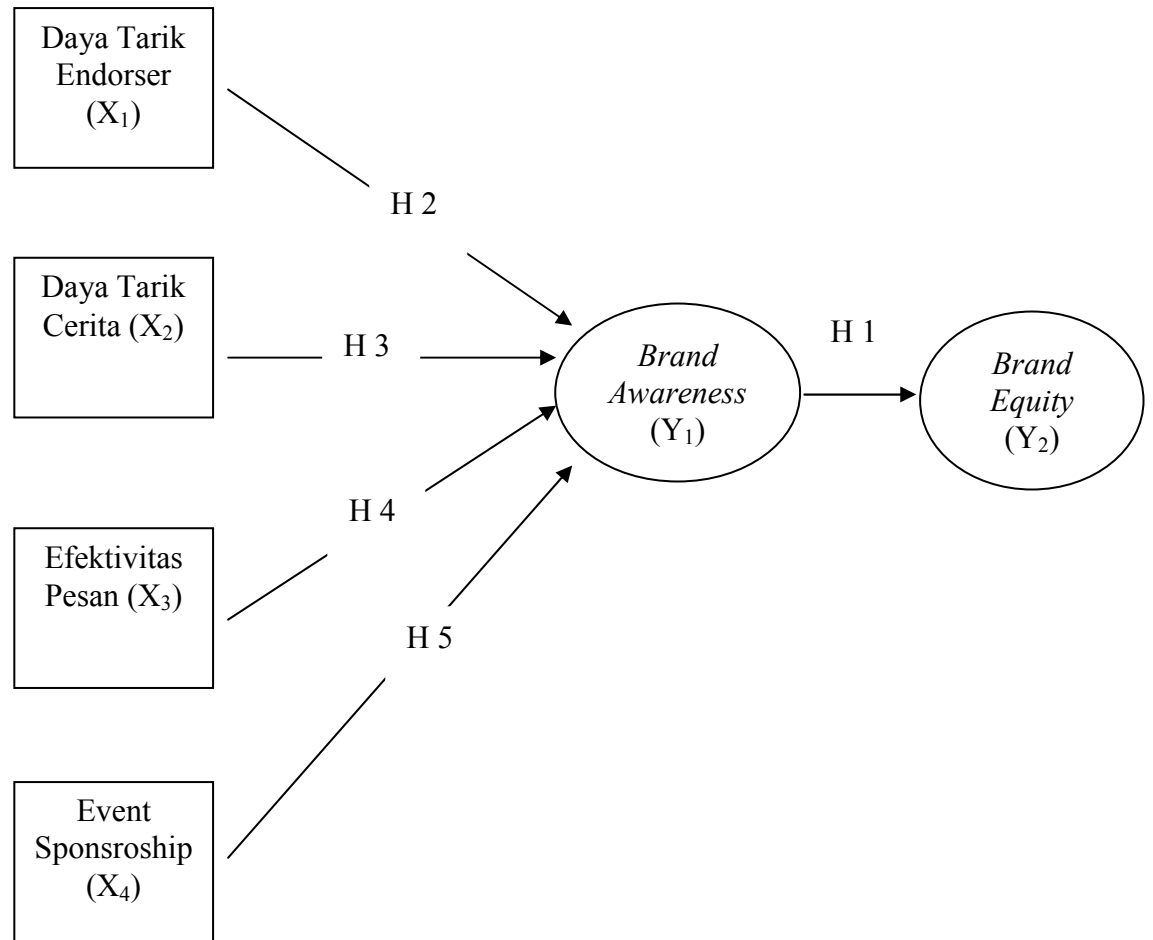 Daya Tarik
Endorser
(X₁)
H 2
Daya Tarik
Cerita (X₂)
H 3
Brand
Awareness
(Y₁)
H 1
Brand
Equity
(Y₂)
H 4
Efektivitas
Pesan (X₃)
H 5
Event
Sponsroship
(X₄)